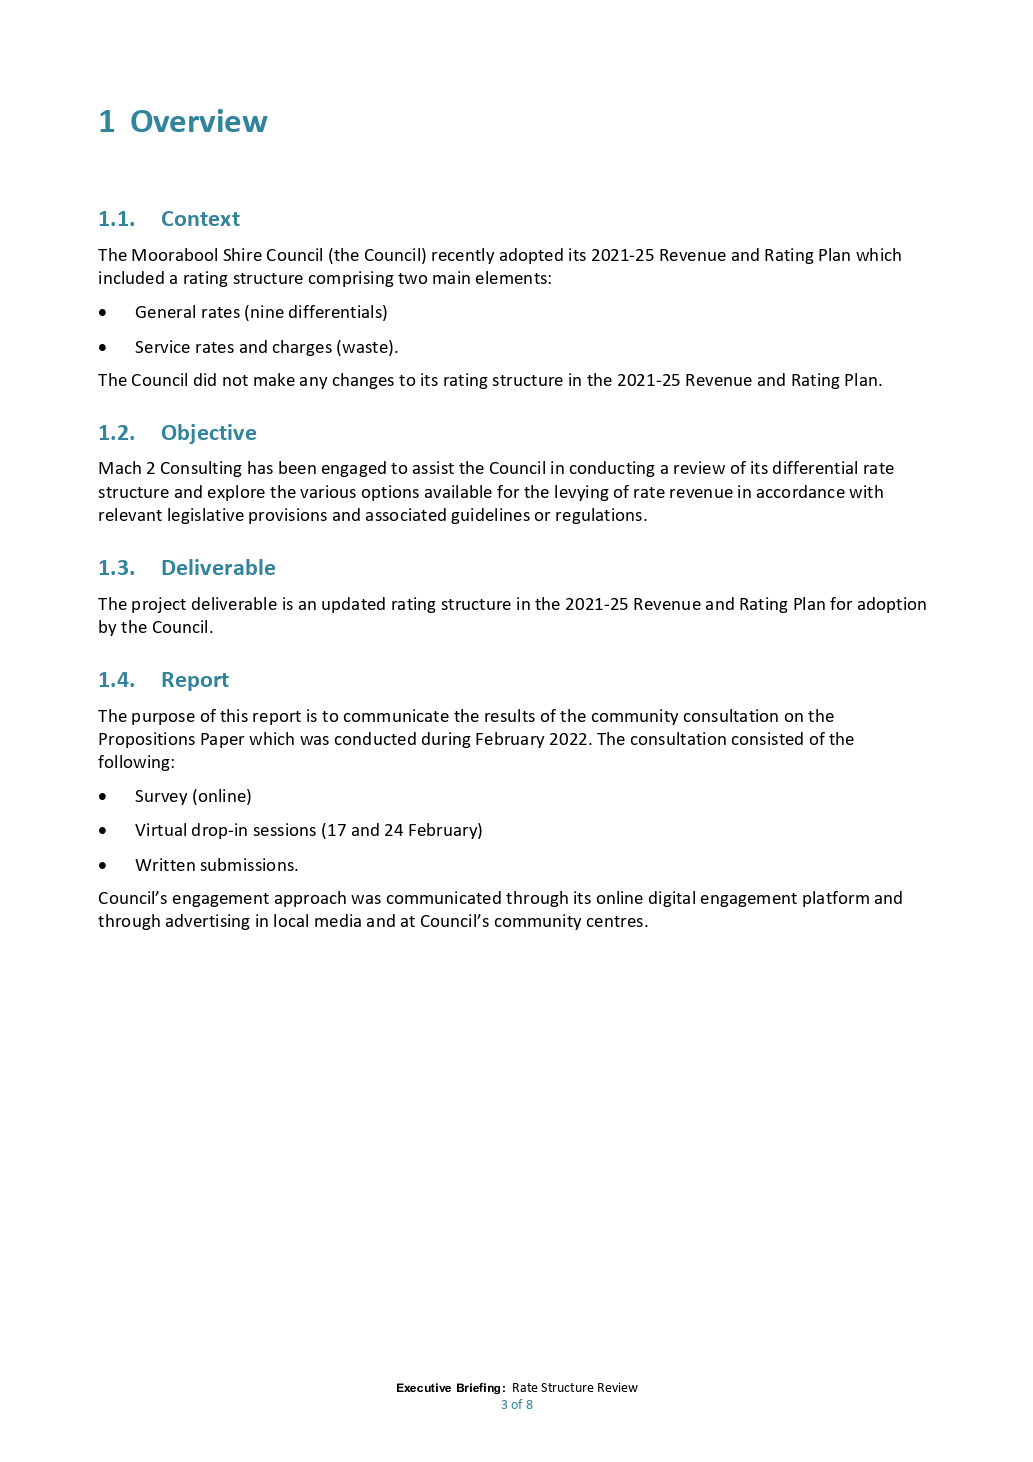 1 Overview
1.1. Context
The Moorabool Shire Council (the Council) recently adopted its 2021-25 Revenue and Rating Plan which
included a rating structure comprising two main elements:
• General rates (nine differentials)
• Service rates and charges (waste).
The Council did not make any changes to its rating structure in the 2021-25 Revenue and Rating Plan.
1.2. Objective
Mach 2 Consulting has been engaged to assist the Council in conducting a review of its differential rate
structure and explore the various options available for the levying of rate revenue in accordance with
relevant legislative provisions and associated guidelines or regulations.
1.3. Deliverable
The project deliverable is an updated rating structure in the 2021-25 Revenue and Rating Plan for adoption
by the Council.
1.4. Report
The purpose of this report is to communicate the results of the community consultation on the
Propositions Paper which was conducted during February 2022. The consultation consisted of the
following:
• Survey (online)
• Virtual drop-in sessions (17 and 24 February)
• Written submissions.
Council’s engagement approach was communicated through its online digital engagement platform and
through advertising in local media and at Council’s community centres.
Executive Briefing: Rate Structure Review
3 of 8